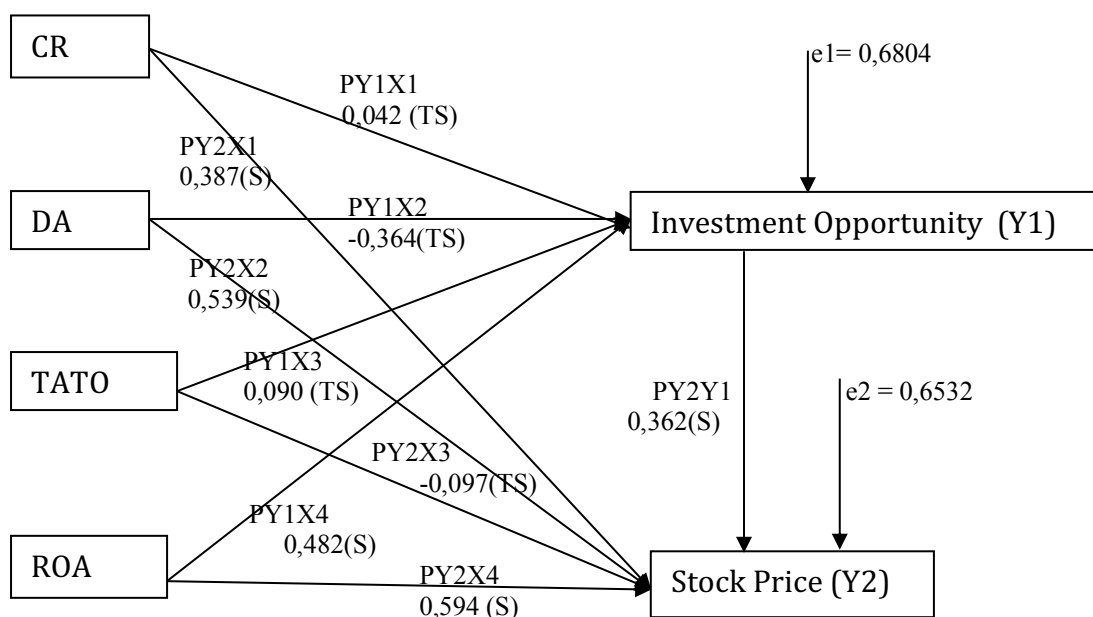 CR
e1= 0,6804
PY1X1
0,042 (TS)
PY2X1
0,387(S)
DA
PY1X2
-0,364(TS)
Investment Opportunity (Y1)
PY2X2
0,539(S)
TATO
PY1X3
0,090 (TS)
PY2Y1
0,362(S)
e2 = 0,6532
PY2X3
-0,097(TS)
PY1X4
0,482(S)
ROA
PY2X4
0,594 (S)
Stock Price (Y2)